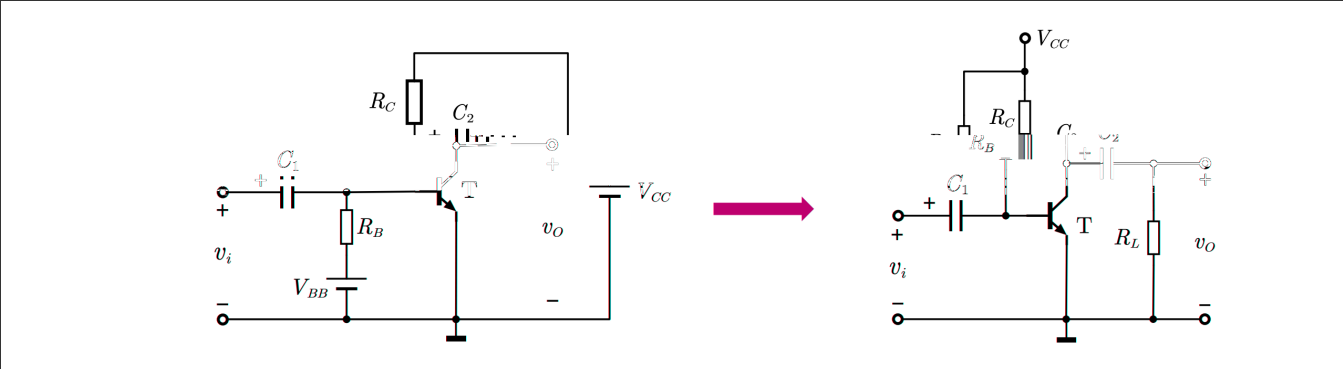 R_C
C_2
+
C_1
+
T
+
R_B
V_CC
v_i
v_O
V_BB
−
−
V_CC
R_C
R_B
C_1
+
+
T
R_L
v_i
v_O
+
+
−
−